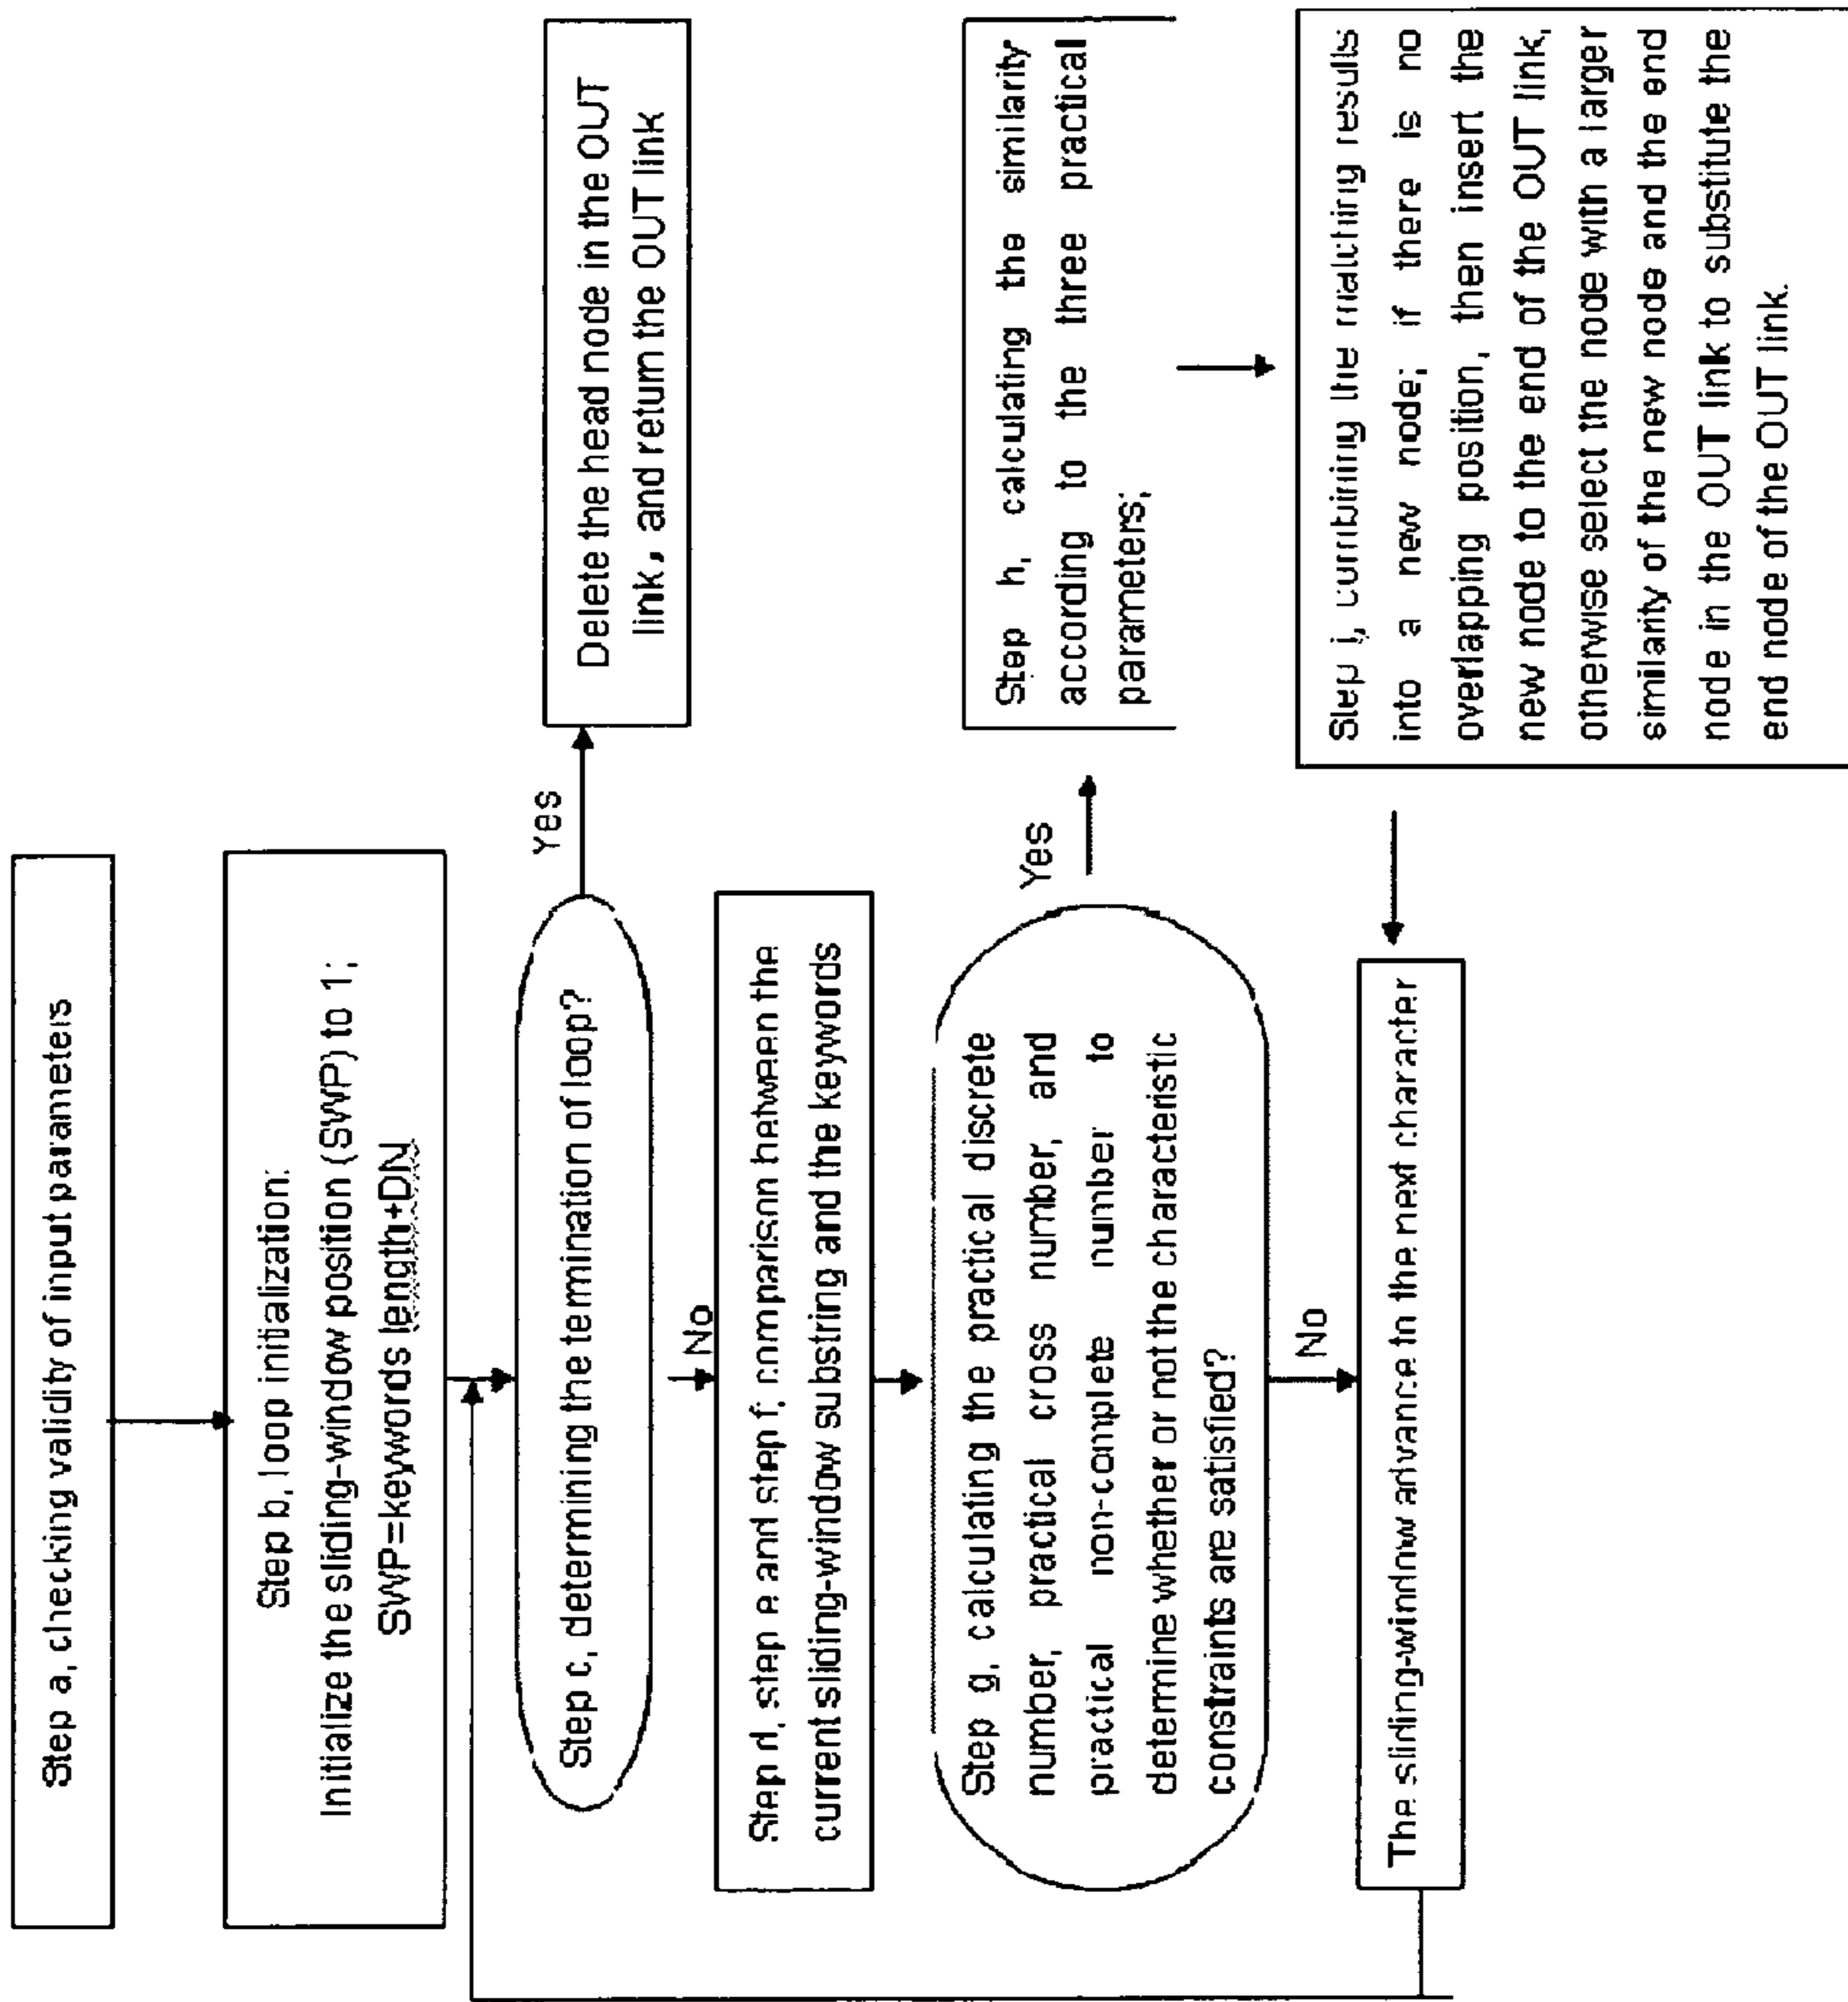 Step a, checking validity of input parameters
Step b, loop initialization:
Initialize the sliding-window position (SWP) to 1;
SWP=keywords length+DN
Step c, determining the termination of loop?
Yes
Delete the head node in the OUT
link, and return the OUT link
No
Step d, step e and step f, comparison between the
current sliding-window substring and the keywords
Step g, calculating the practical discrete
number, practical cross number, and
practical non-complete number to
determine whether or not the characteristic
constraints are satisfied?
Yes
Step h, calculating the similarity
according to the three practical
parameters;
Step i, combining the matching results
into a new node; if there is no
overlapping position, then insert the
new node to the end of the OUT link,
otherwise select the node with a larger
similarity of the new node and the end
node in the OUT link to substitute the
end node of the OUT link.
No
The sliding-window advance to the next character